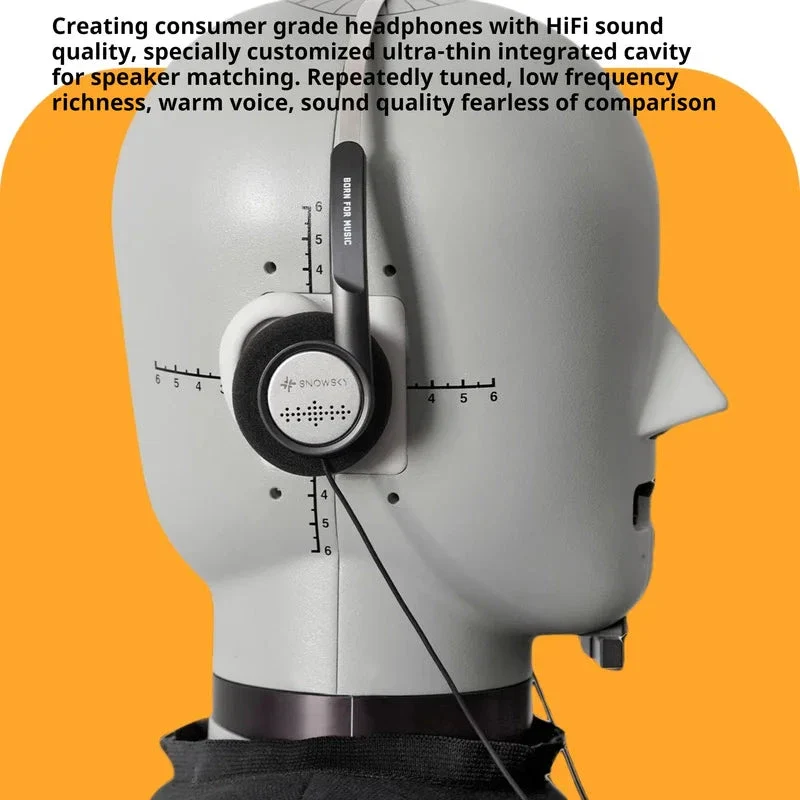 Creating consumer grade headphones with HiFi sound
quality, specially customized ultra-thin integrated cavity
for speaker matching. Repeatedly tuned, low frequency
richness, warm voice, sound quality fearless of comparison
BORN FOR MUSIC
6
5
4
6 5 4
SNOWSKY
4 5 6
4
5
6